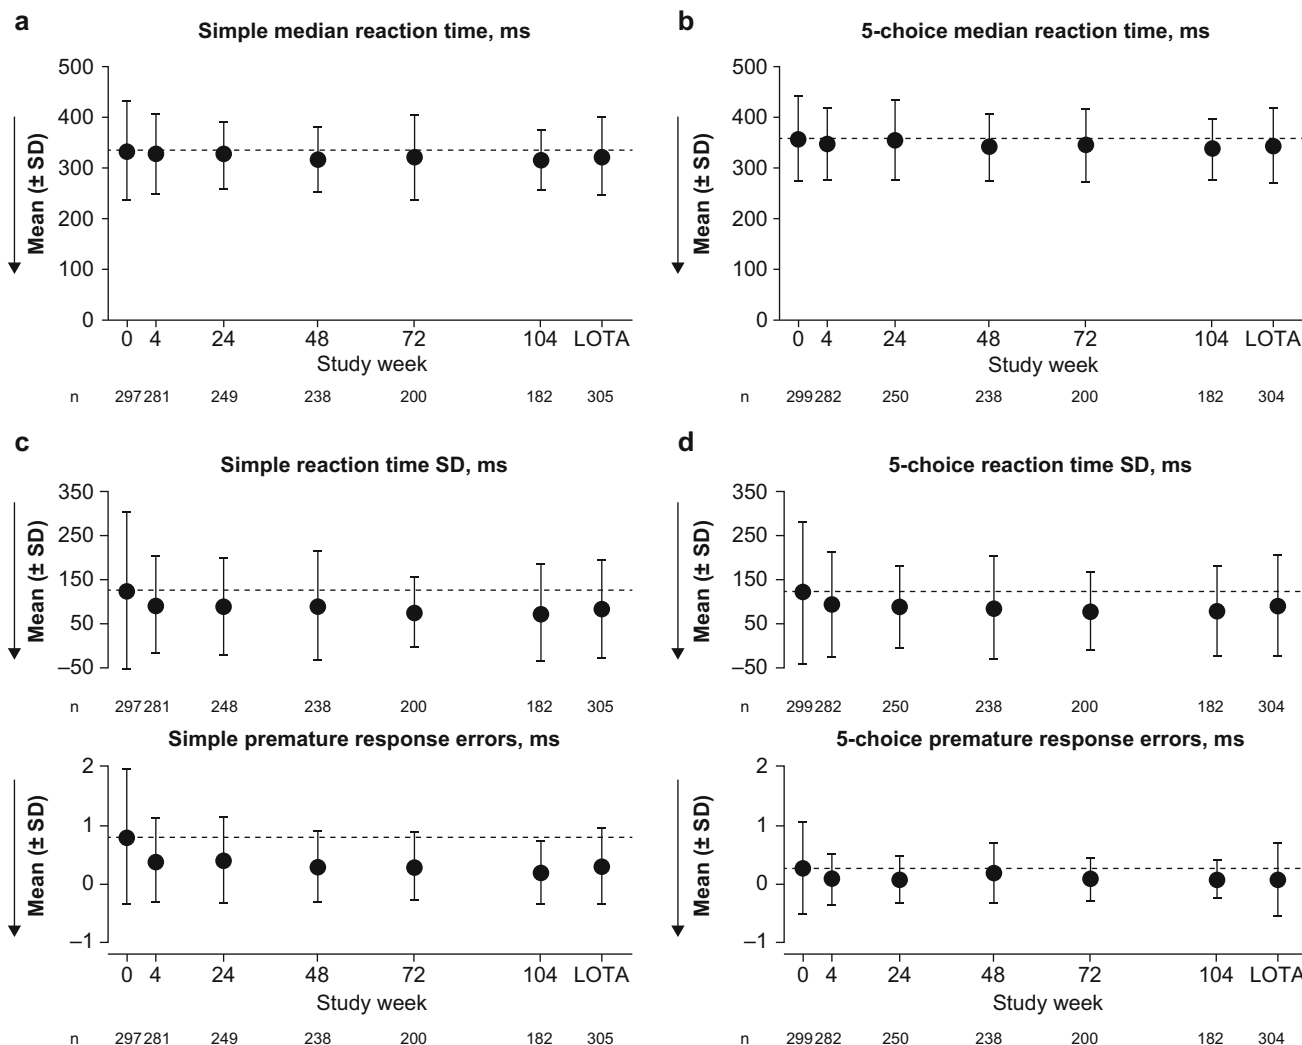 a
Simple median reaction time, ms
500
400
300
200
100
0
Mean (± SD)
0 4 24 48 72 104 LOTA
Study week
n 297 281 249 238 200 182 305
b
5-choice median reaction time, ms
500
400
300
200
100
0
Mean (± SD)
0 4 24 48 72 104 LOTA
Study week
n 299 282 250 238 200 182 304
c
Simple reaction time SD, ms
350
250
150
50
–50
Mean (± SD)
n 297 281 248 238 200 182 305
Simple premature response errors, ms
2
1
0
–1
Mean (± SD)
0 4 24 48 72 104 LOTA
Study week
n 297 281 249 238 200 182 305
d
5-choice reaction time SD, ms
350
250
150
50
–50
Mean (± SD)
n 299 282 250 238 200 182 304
5-choice premature response errors, ms
2
1
0
–1
Mean (± SD)
0 4 24 48 72 104 LOTA
Study week
n 299 282 250 238 200 182 304